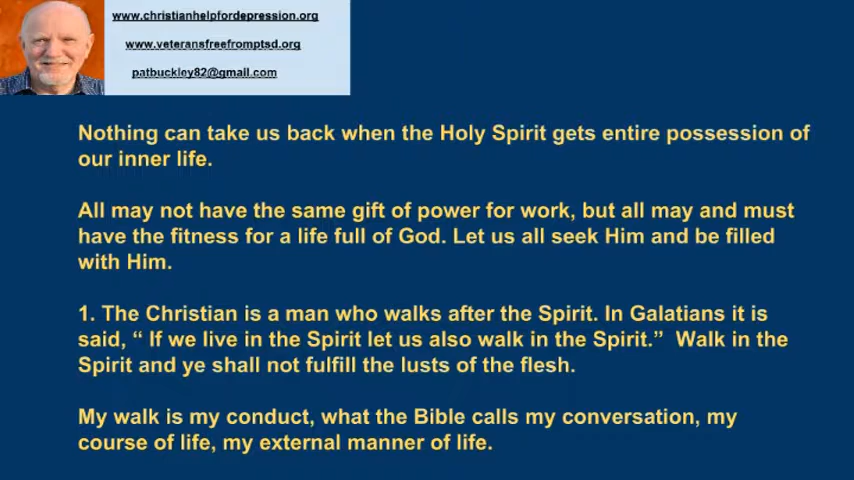 www.christianhelpfordepression.org
www.veteransfreefromptsd.org
patbuckley82@gmail.com
Nothing can take us back when the Holy Spirit gets entire possession of
our inner life.
All may not have the same gift of power for work, but all may and must
have the fitness for a life full of God. Let us all seek Him and be filled
with Him.
1. The Christian is a man who walks after the Spirit. In Galatians it is
said, “ If we live in the Spirit let us also walk in the Spirit.”  Walk in the
Spirit and ye shall not fulfill the lusts of the flesh.
My walk is my conduct, what the Bible calls my conversation, my
course of life, my external manner of life.